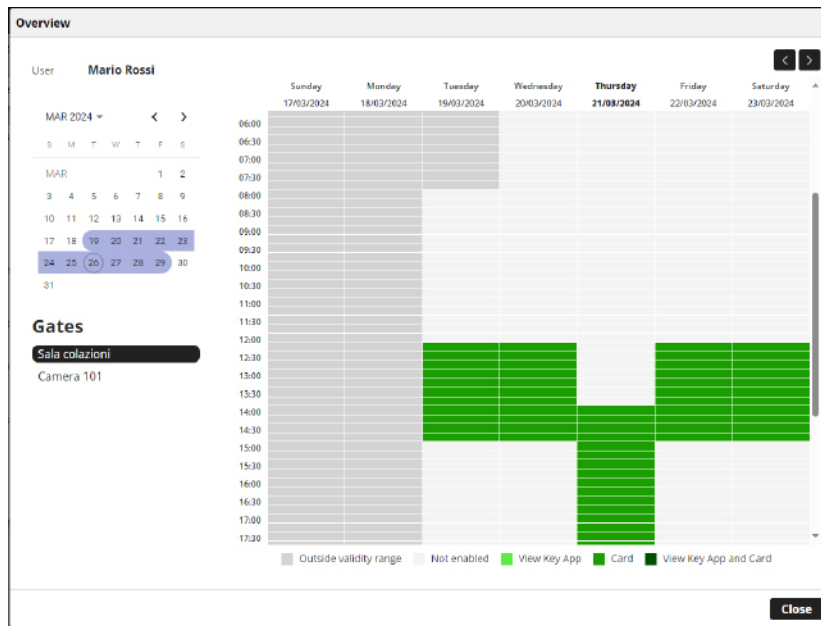 Overview
User Mario Rossi
MAR 2024
S M T W T F S
MAR 1 2
3 4 5 6 7 8 9
10 11 12 13 14 15 16
17 18 19 20 21 22 23
24 25 26 27 28 29 30
31
Gates
Sala colazioni
Camera 101
Sunday Monday Tuesday Wednesday Thursday Friday Saturday
17/03/2024 18/03/2024 19/03/2024 20/03/2024 21/03/2024 22/03/2024 23/03/2024
06:00
06:30
07:00
07:30
08:00
08:30
09:00
09:30
10:00
10:30
11:00
11:30
12:00
12:30
13:00
13:30
14:00
14:30
15:00
15:30
16:00
16:30
17:00
17:30
Outside validity range Not enabled View Key App Card View Key App and Card
Close